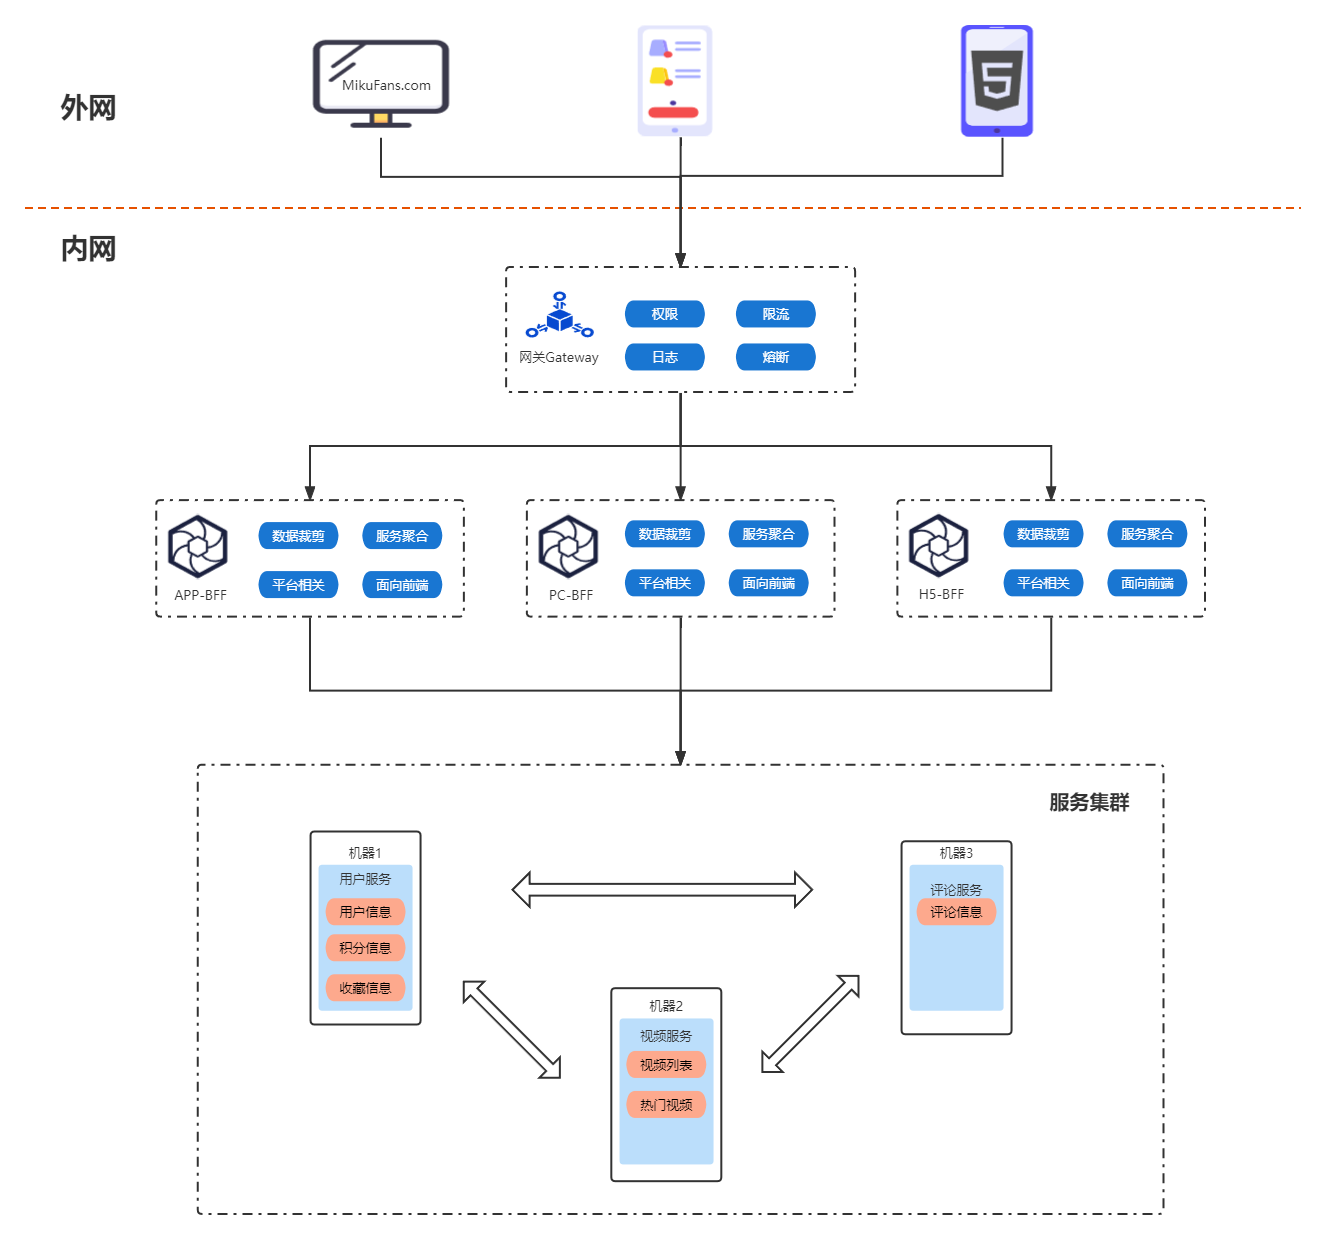 外网
MikuFans.com
内网
网关Gateway
权限
限流
日志
熔断
APP-BFF
数据裁剪
服务聚合
平台相关
面向前端
PC-BFF
数据裁剪
服务聚合
平台相关
面向前端
H5-BFF
数据裁剪
服务聚合
平台相关
面向前端
服务集群
机器1
用户服务
用户信息
积分信息
收藏信息
机器2
视频服务
视频列表
热门视频
机器3
评论服务
评论信息